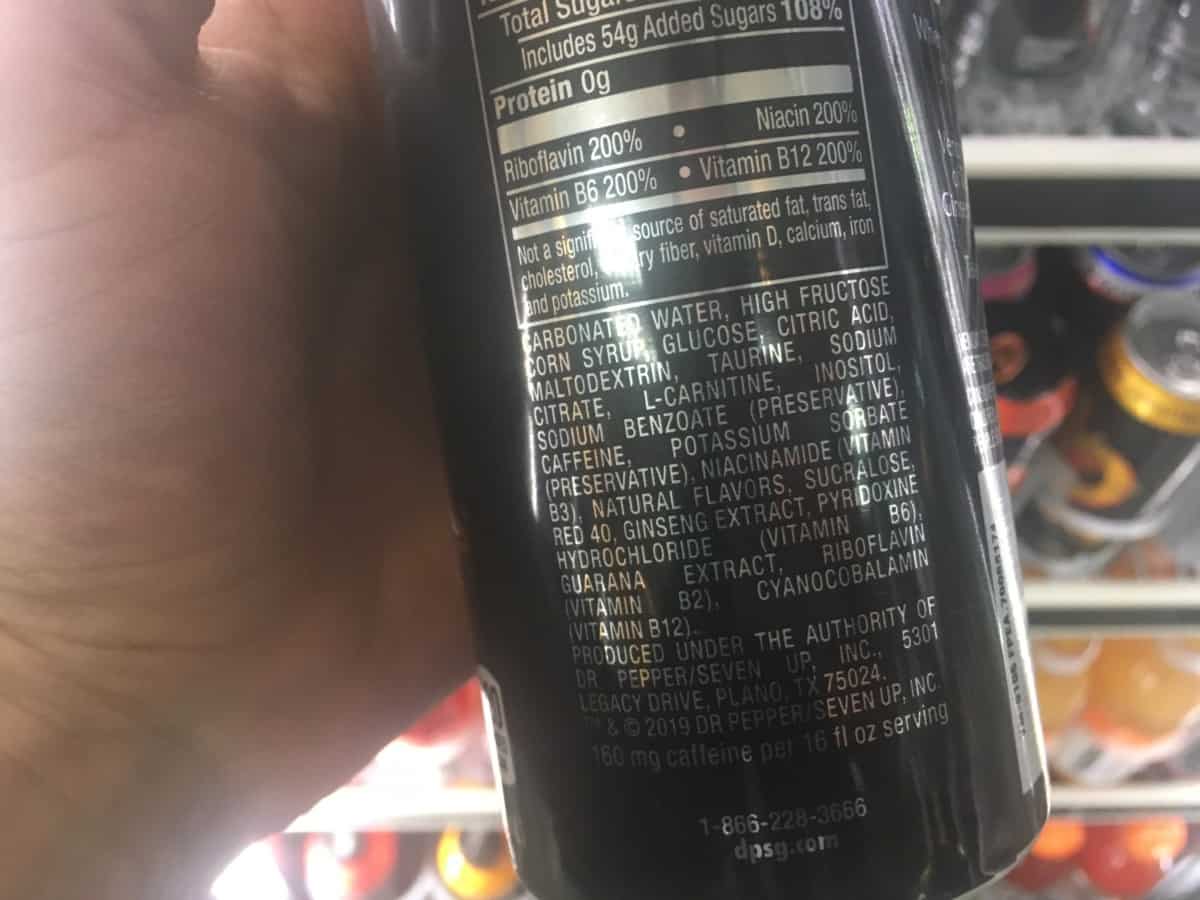 Total
Includes 54g Added Sugars 108%
Protein 0g
Riboflavin 200% • Niacin 200%
Vitamin B6 200% • Vitamin B12 200%
Not a source of saturated fat, trans fat,
cholesterol, fiber, vitamin D, calcium, iron
and potassium.
CARBONATED WATER, HIGH FRUCTOSE
CORN SYRUP, GLUCOSE, CITRIC ACID,
MALTODEXTRIN, TAURINE, SODIUM
CITRATE, L-CARNITINE, INOSITOL,
SODIUM BENZOATE (PRESERVATIVE),
CAFFEINE, POTASSIUM SORBATE
(PRESERVATIVE), NIACINAMIDE (VITAMIN
B3), NATURAL FLAVORS, SUCRALOSE,
RED 40, GINSENG EXTRACT, PYRIDOXINE
HYDROCHLORIDE (VITAMIN B6),
GUARANA EXTRACT, RIBOFLAVIN
(VITAMIN B2), CYANOCOBALAMIN
(VITAMIN B12).
PRODUCED UNDER THE AUTHORITY OF
DR PEPPER/SEVEN UP, INC., 5301
LEGACY DRIVE, PLANO, TX 75024.
™ & © 2019 DR PEPPER/SEVEN UP, INC.
160 mg caffeine per 16 fl oz serving
1-866-228-3666
dpsg.com